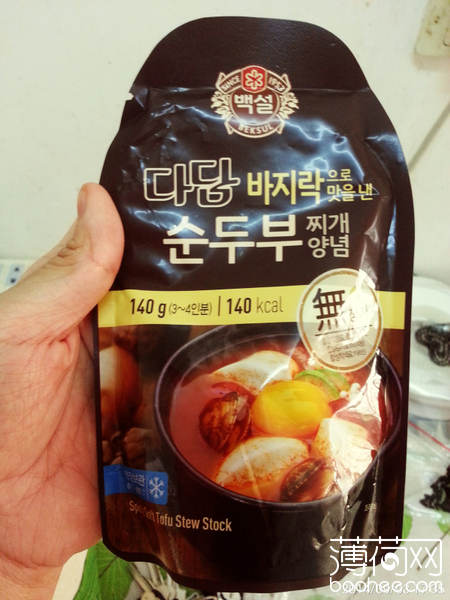 SINCE 1953
백설
BEKSUL
다담 바지락으로 맛을 낸
순두부 찌개 양념
140 g (3~4인분) | 140 kcal
無
Tofu Stew Stock
薄荷网
boohee.com